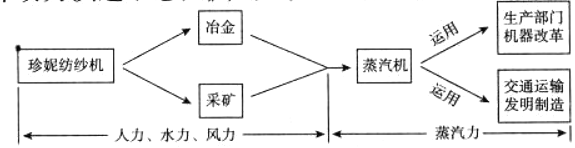 冶金
珍妮纺纱机
采矿
蒸汽机
运用
运用
生产部门
机器改革
交通运输
发明制造
人力、水力、风力
蒸汽力